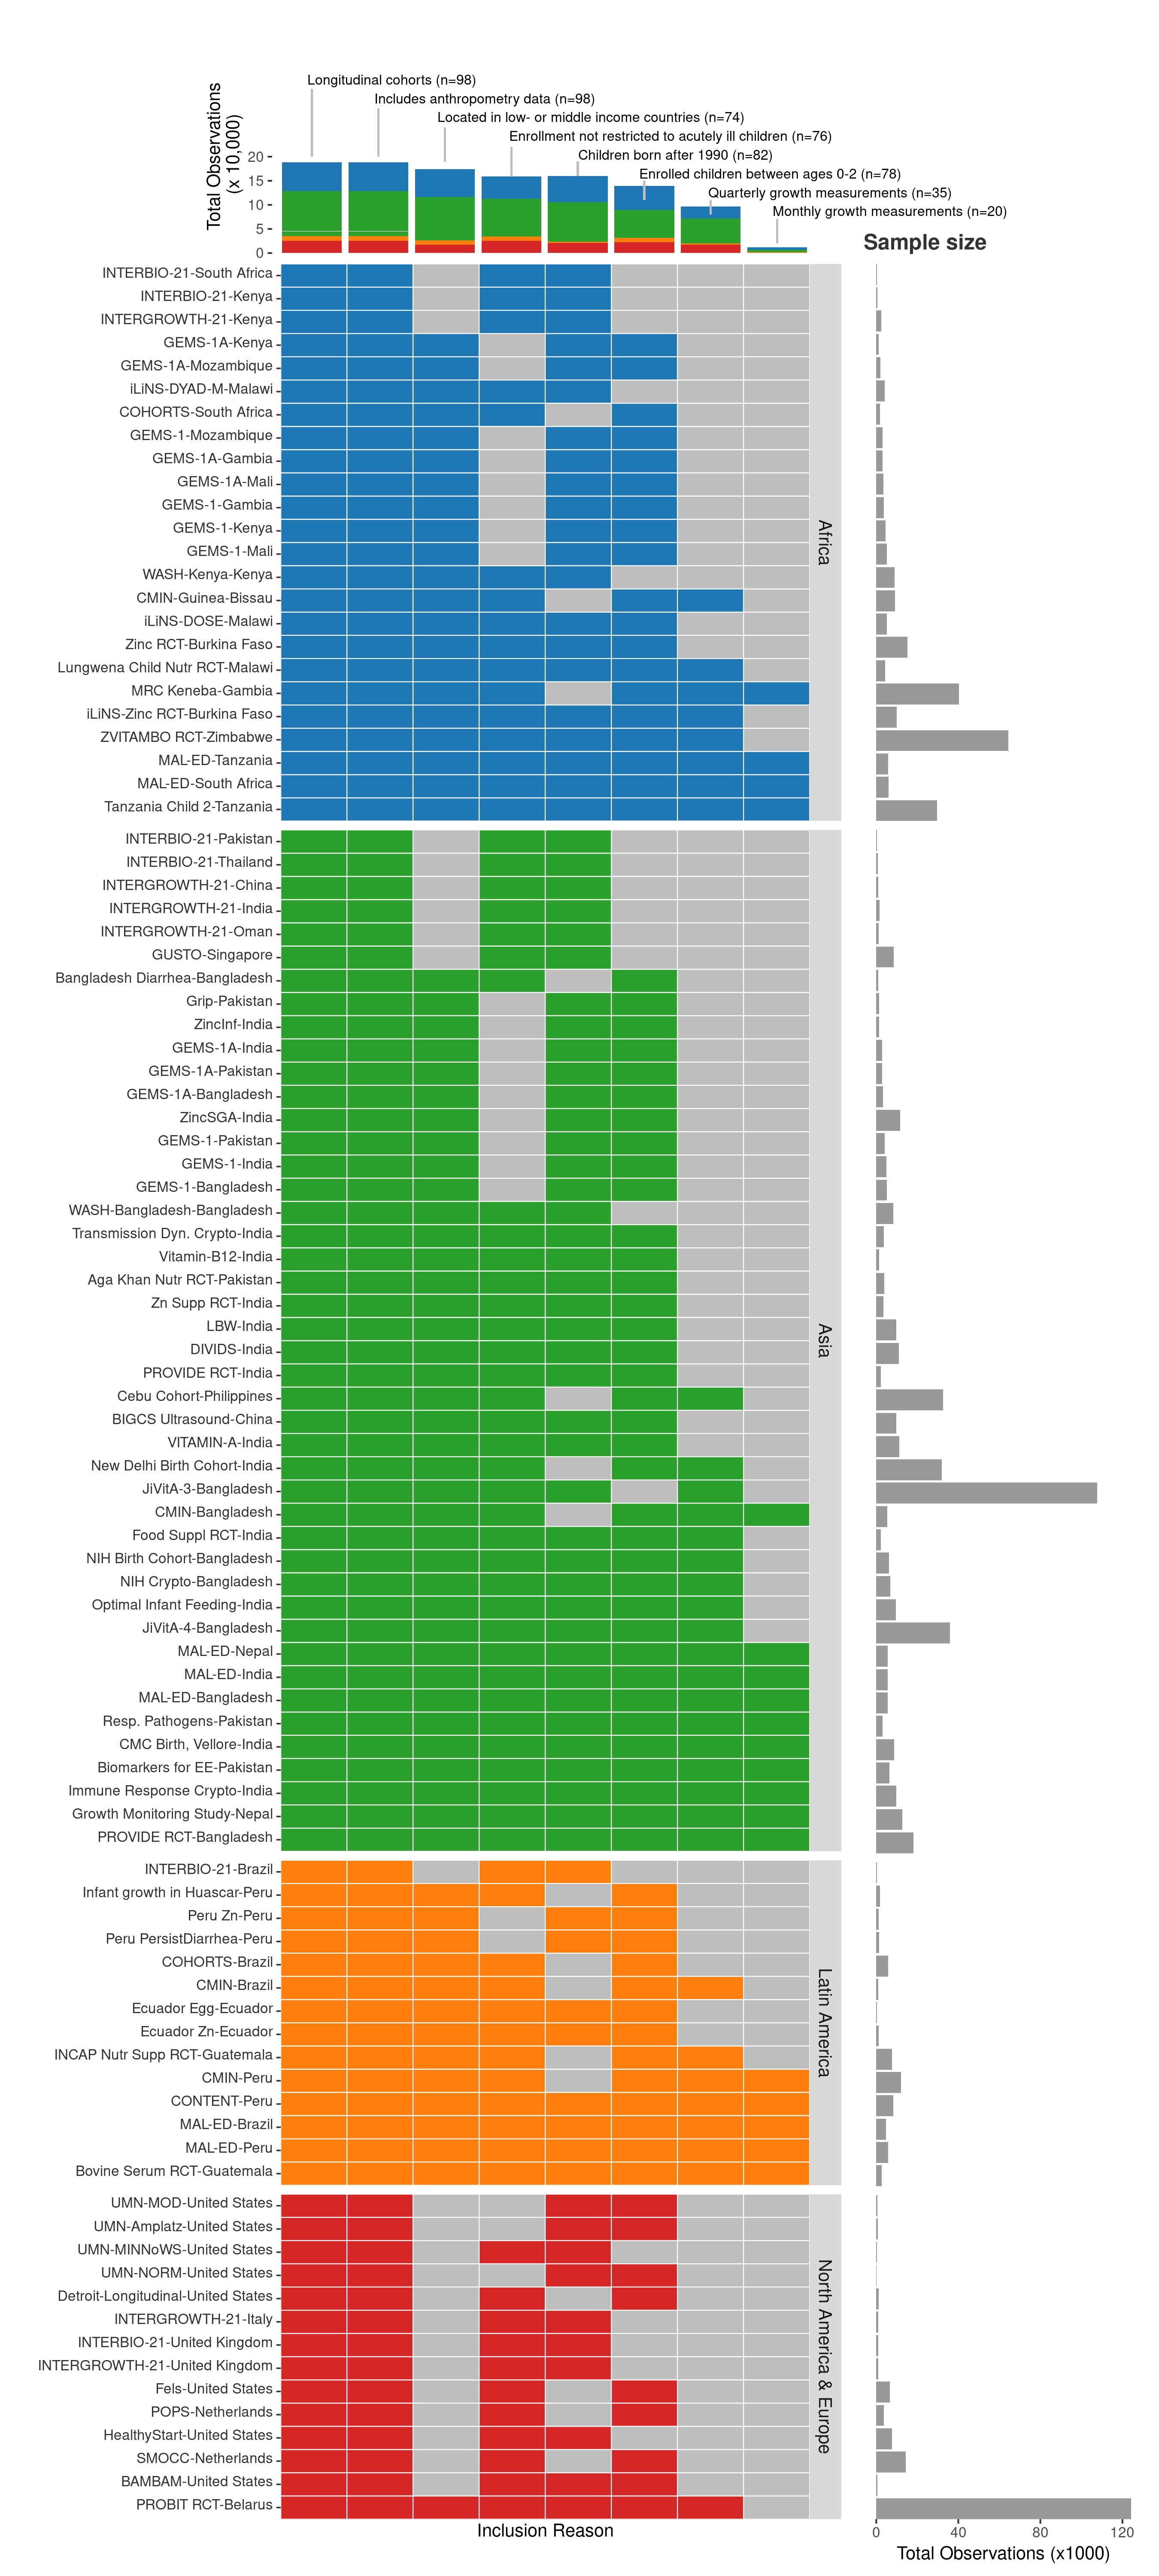 Longitudinal cohorts (n=98)
Includes anthropometry data (n=98)
Located in low- or middle income countries (n=74)
Enrollment not restricted to acutely ill children (n=76)
Children born after 1990 (n=82)
Enrolled children between ages 0-2 (n=78)
Quarterly growth measurements (n=35)
Monthly growth measurements (n=20)
Total Observations
(x 10,000)
20
15
10
5
0
Sample size
INTERBIO-21-South Africa
INTERBIO-21-Kenya
INTERGROWTH-21-Kenya
GEMS-1A-Kenya
GEMS-1A-Mozambique
iLiNS-DYAD-M-Malawi
COHORTS-South Africa
GEMS-1-Mozambique
GEMS-1A-Gambia
GEMS-1A-Mali
GEMS-1-Gambia
GEMS-1-Kenya
GEMS-1-Mali
WASH-Kenya-Kenya
CMIN-Guinea-Bissau
iLiNS-DOSE-Malawi
Zinc RCT-Burkina Faso
Lungwena Child Nutr RCT-Malawi
MRC Keneba-Gambia
iLiNS-Zinc RCT-Burkina Faso
ZVITAMBO RCT-Zimbabwe
MAL-ED-Tanzania
MAL-ED-South Africa
Tanzania Child 2-Tanzania
Africa
INTERBIO-21-Pakistan
INTERBIO-21-Thailand
INTERGROWTH-21-China
INTERGROWTH-21-India
INTERGROWTH-21-Oman
GUSTO-Singapore
Bangladesh Diarrhea-Bangladesh
Grip-Pakistan
ZincInf-India
GEMS-1A-India
GEMS-1A-Pakistan
GEMS-1A-Bangladesh
ZincSGA-India
GEMS-1-Pakistan
GEMS-1-India
GEMS-1-Bangladesh
WASH-Bangladesh-Bangladesh
Transmission Dyn. Crypto-India
Vitamin-B12-India
Aga Khan Nutr RCT-Pakistan
Zn Supp RCT-India
LBW-India
DIVIDS-India
PROVIDE RCT-India
Cebu Cohort-Philippines
BIGCS Ultrasound-China
VITAMIN-A-India
New Delhi Birth Cohort-India
JiVitA-3-Bangladesh
CMIN-Bangladesh
Food Suppl RCT-India
NIH Birth Cohort-Bangladesh
NIH Crypto-Bangladesh
Optimal Infant Feeding-India
JiVitA-4-Bangladesh
MAL-ED-Nepal
MAL-ED-India
MAL-ED-Bangladesh
Resp. Pathogens-Pakistan
CMC Birth, Vellore-India
Biomarkers for EE-Pakistan
Immune Response Crypto-India
Growth Monitoring Study-Nepal
PROVIDE RCT-Bangladesh
Asia
INTERBIO-21-Brazil
Infant growth in Huascar-Peru
Peru Zn-Peru
Peru PersistDiarrhea-Peru
COHORTS-Brazil
CMIN-Brazil
Ecuador Egg-Ecuador
Ecuador Zn-Ecuador
INCAP Nutr Supp RCT-Guatemala
CMIN-Peru
CONTENT-Peru
MAL-ED-Brazil
MAL-ED-Peru
Bovine Serum RCT-Guatemala
Latin America
UMN-MOD-United States
UMN-Amplatz-United States
UMN-MINNoWS-United States
UMN-NORM-United States
Detroit-Longitudinal-United States
INTERGROWTH-21-Italy
INTERBIO-21-United Kingdom
INTERGROWTH-21-United Kingdom
Fels-United States
POPS-Netherlands
HealthyStart-United States
SMOCC-Netherlands
BAMBAM-United States
PROBIT RCT-Belarus
North America & Europe
Inclusion Reason
0 40 80 120
Total Observations (x1000)